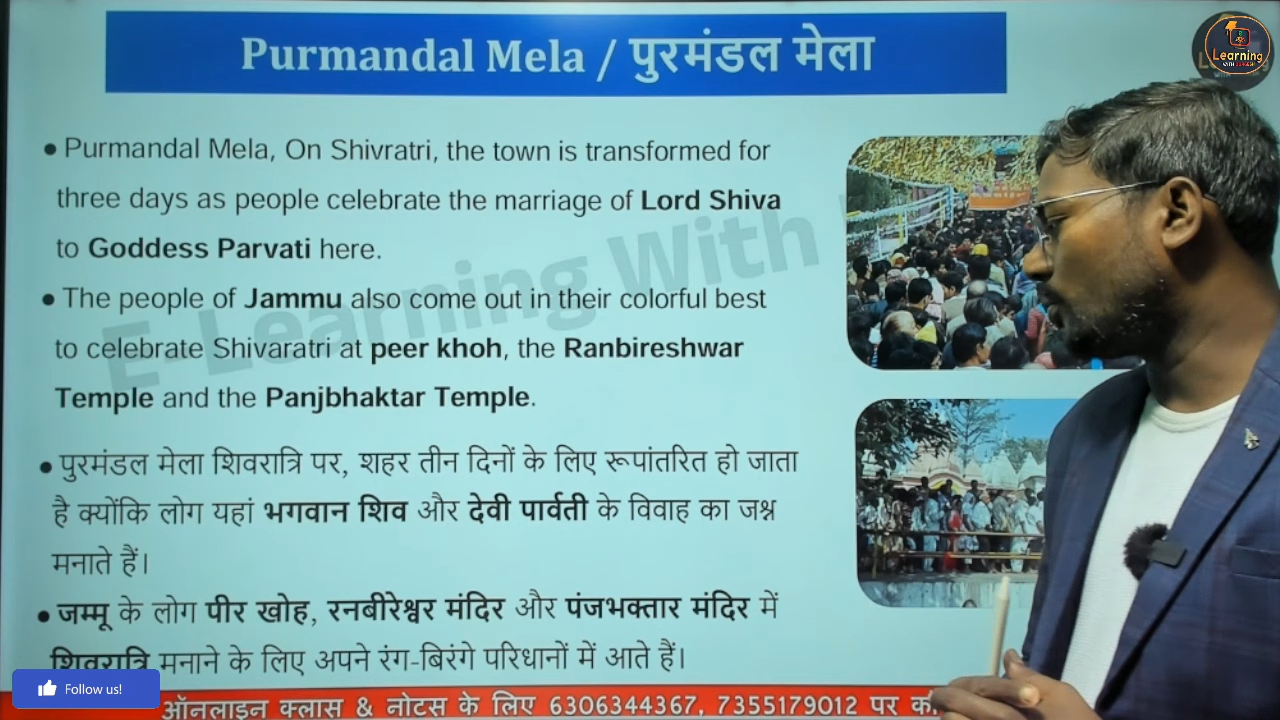 Purmandal Mela / पुरमंडल मेला
Learning
• Purmandal Mela, On Shivratri, the town is transformed for
three days as people celebrate the marriage of Lord Shiva
to Goddess Parvati here.
E-Learning With
• The people of Jammu also come out in their colorful best
to celebrate Shivaratri at peer khoh, the Ranbireshwar
Temple and the Panjbhaktar Temple.
• पुरमंडल मेला शिवरात्रि पर, शहर तीन दिनों के लिए रूपांतरित हो जाता
है क्योंकि लोग यहां भगवान शिव और देवी पार्वती के विवाह का जश्न
मनाते हैं।
• जम्मू के लोग पीर खोह, रनबीरेश्वर मंदिर और पंजभक्तार मंदिर में
शिवरात्रि मनाने के लिए अपने रंग-बिरंगे परिधानों में आते हैं।
Follow us!
ऑनलाइन क्लास & नोटस के लिए 6306344367, 7355179012 पर